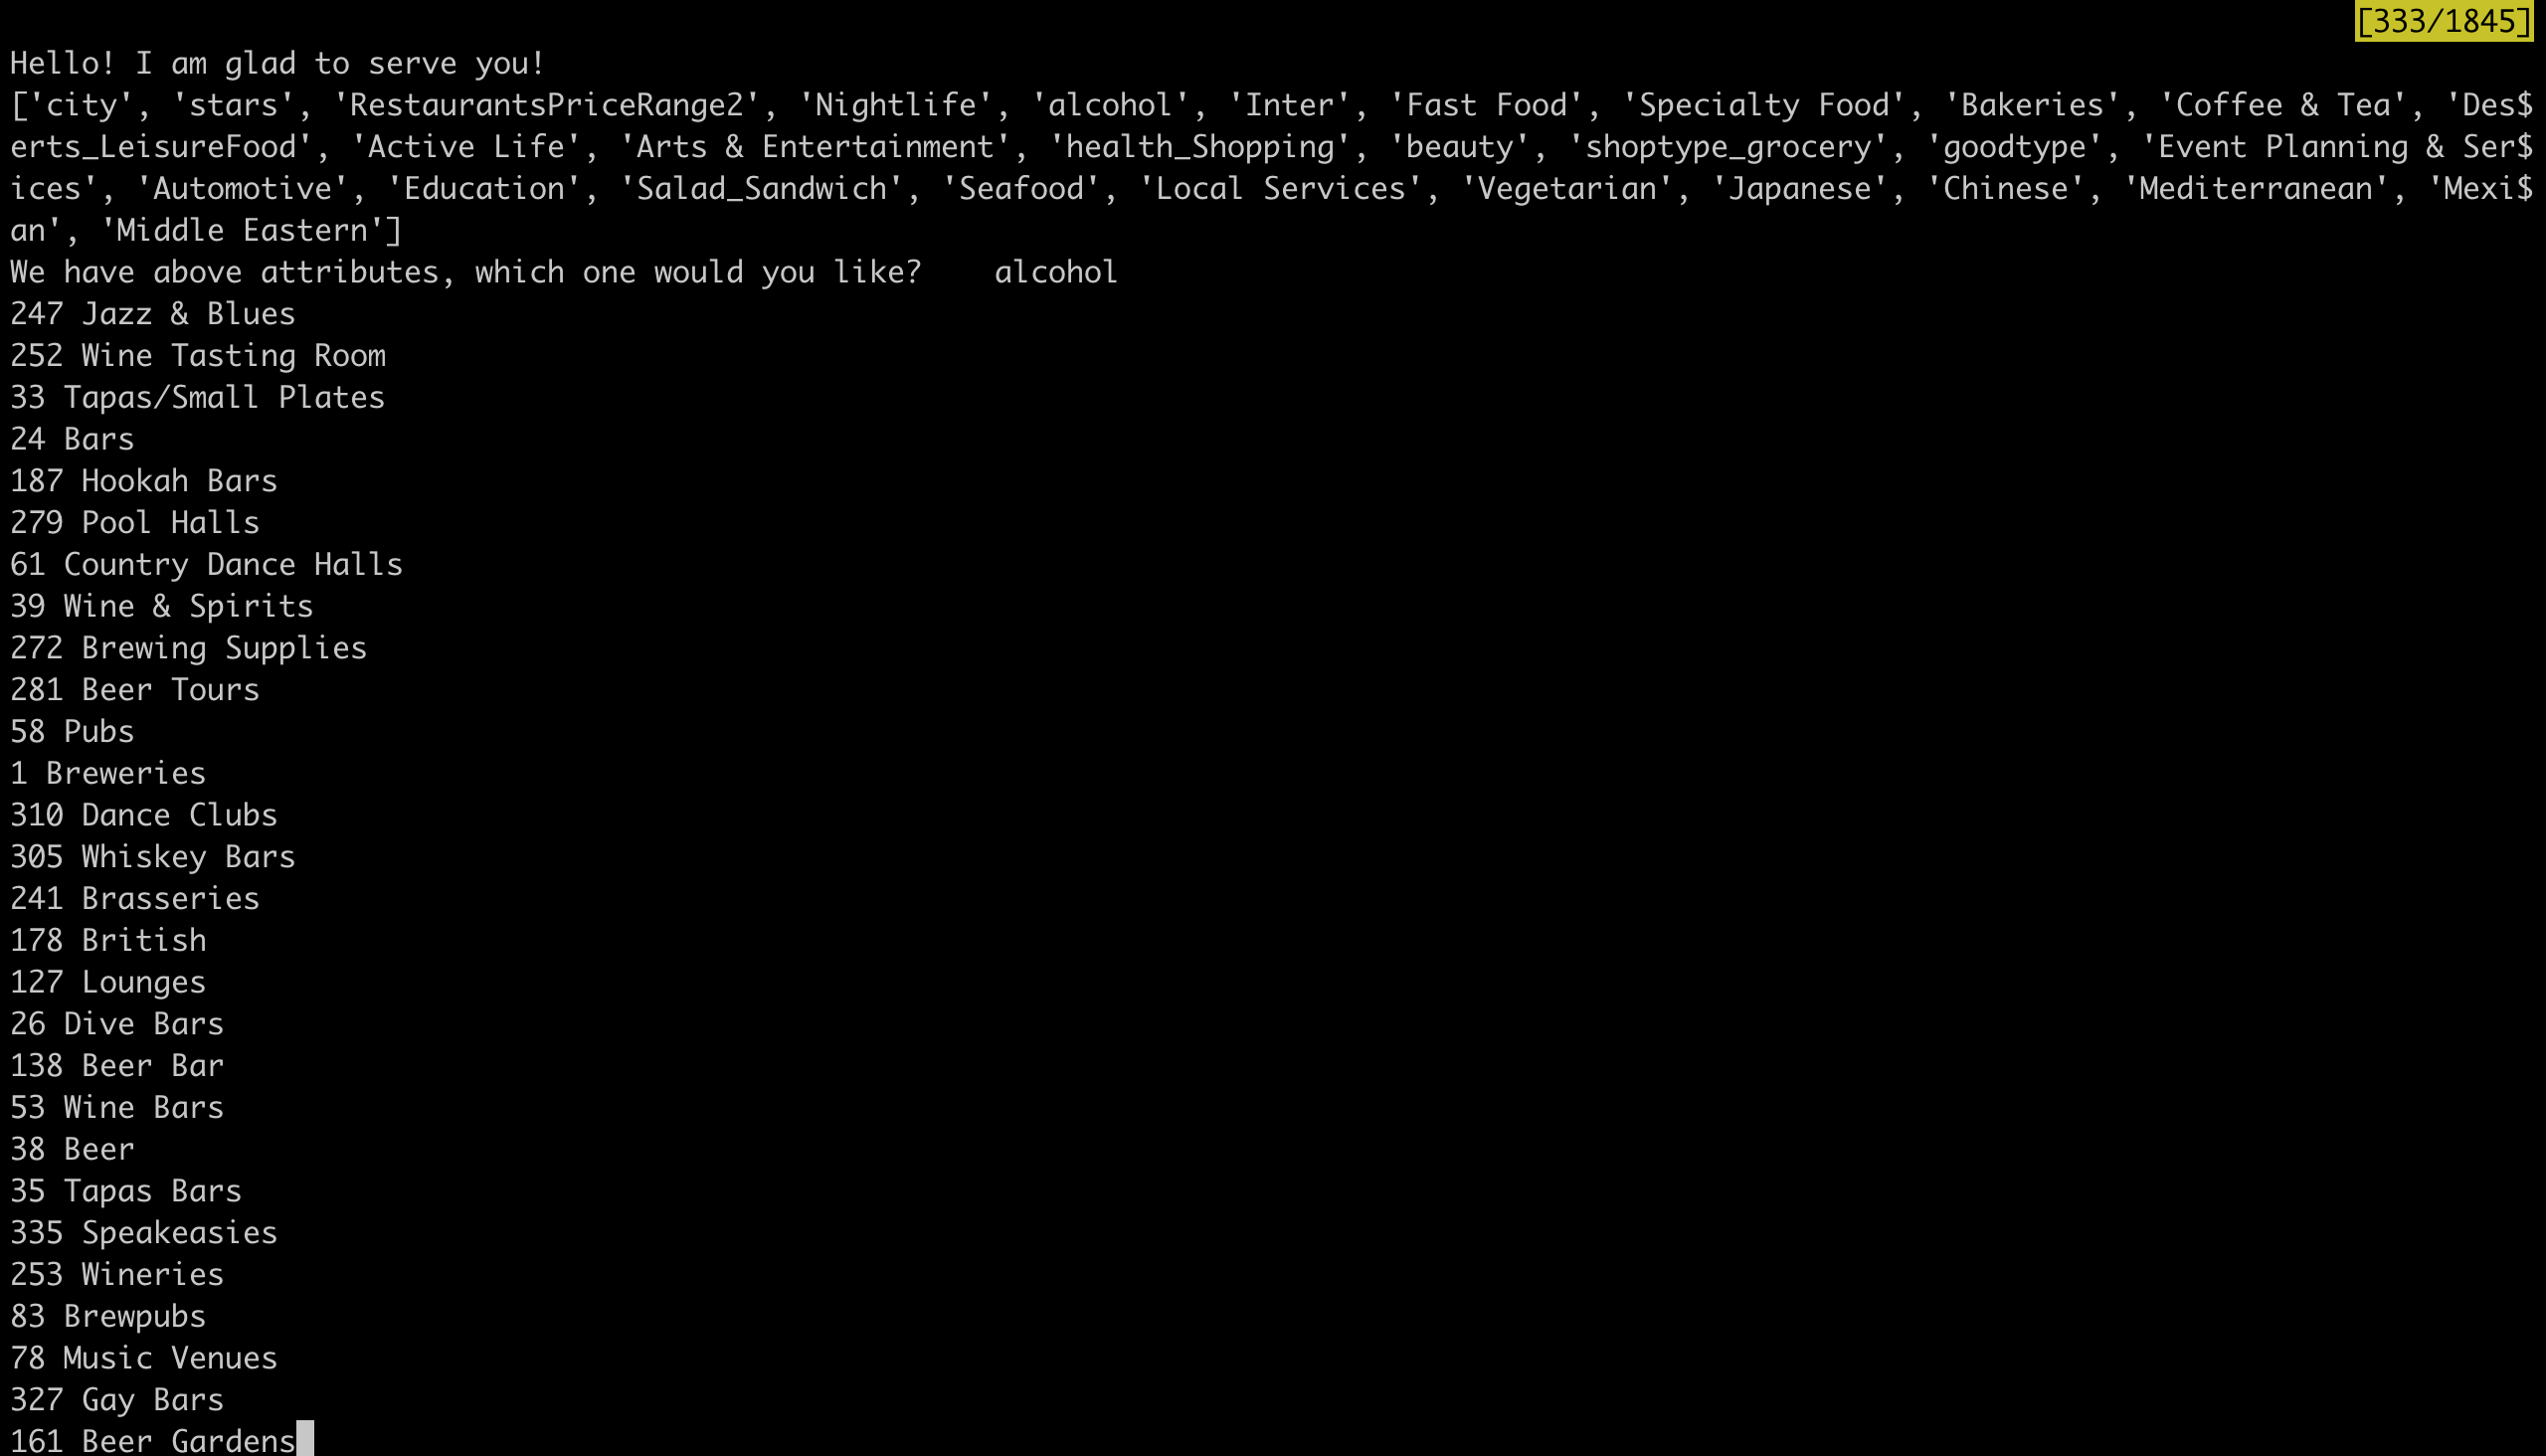 [333/1845]
Hello! I am glad to serve you!
['city', 'stars', 'RestaurantsPriceRange2', 'Nightlife', 'alcohol', 'Inter', 'Fast Food', 'Specialty Food', 'Bakeries', 'Coffee & Tea', 'Des$
erts_LeisureFood', 'Active Life', 'Arts & Entertainment', 'health_Shopping', 'beauty', 'shoptype_grocery', 'goodtype', 'Event Planning & Ser$
ices', 'Automotive', 'Education', 'Salad_Sandwich', 'Seafood', 'Local Services', 'Vegetarian', 'Japanese', 'Chinese', 'Mediterranean', 'Mexi$
an', 'Middle Eastern']
We have above attributes, which one would you like?    alcohol
247 Jazz & Blues
252 Wine Tasting Room
33 Tapas/Small Plates
24 Bars
187 Hookah Bars
279 Pool Halls
61 Country Dance Halls
39 Wine & Spirits
272 Brewing Supplies
281 Beer Tours
58 Pubs
1 Breweries
310 Dance Clubs
305 Whiskey Bars
241 Brasseries
178 British
127 Lounges
26 Dive Bars
138 Beer Bar
53 Wine Bars
38 Beer
35 Tapas Bars
335 Speakeasies
253 Wineries
83 Brewpubs
78 Music Venues
327 Gay Bars
161 Beer Gardens